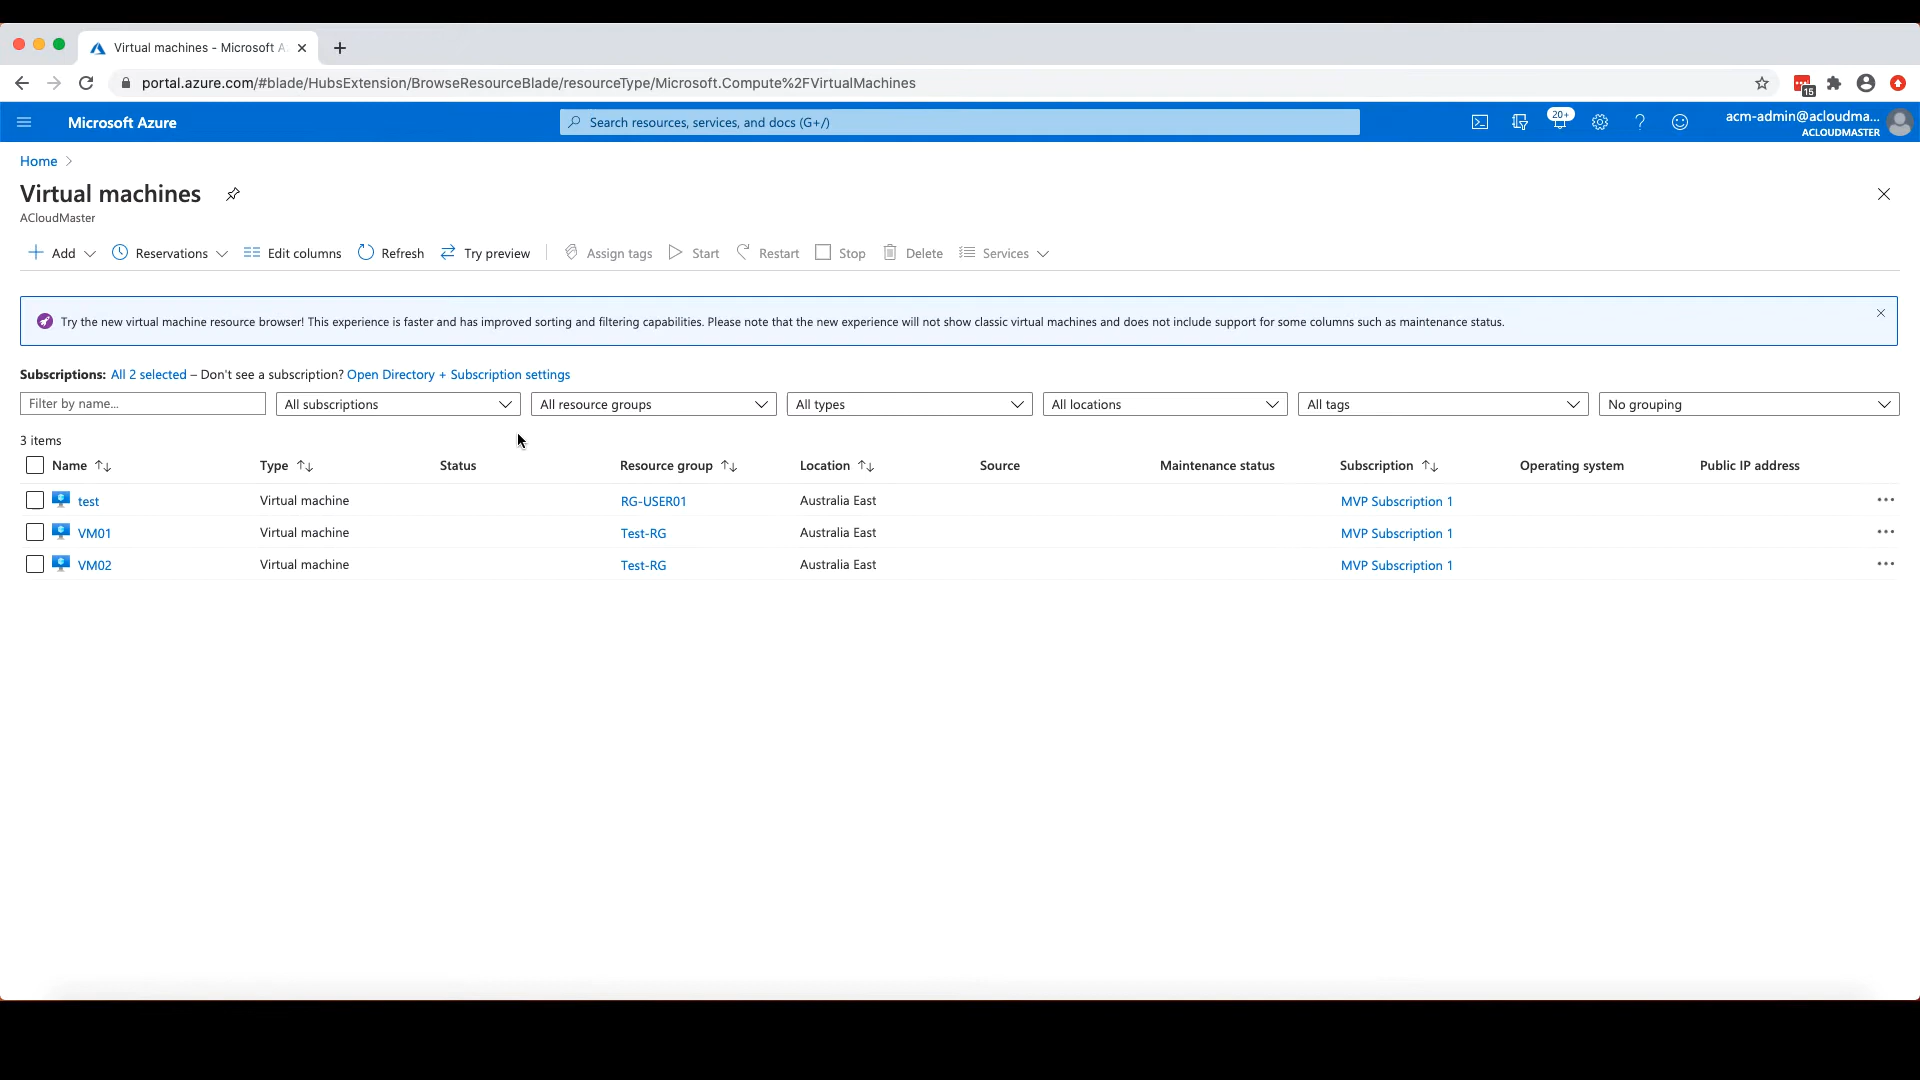 Virtual machines - Microsoft A
portal.azure.com/#blade/HubsExtension/BrowseResourceBlade/resourceType/Microsoft.Compute%2FVirtualMachines
15
Microsoft Azure
Search resources, services, and docs (G+/)
20+
acm-admin@acloudma...
ACLOUDMASTER
Home
Virtual machines
ACloudMaster
Add
Reservations
Edit columns
Refresh
Try preview
Assign tags
Start
Restart
Stop
Delete
Services
Try the new virtual machine resource browser! This experience is faster and has improved sorting and filtering capabilities. Please note that the new experience will not show classic virtual machines and does not include support for some columns such as maintenance status.
Subscriptions: All 2 selected – Don't see a subscription? Open Directory + Subscription settings
Filter by name...
All subscriptions
All resource groups
All types
All locations
All tags
No grouping
3 items
Name Type Status Resource group Location Source Maintenance status Subscription Operating system Public IP address
test Virtual machine RG-USER01 Australia East MVP Subscription 1
VM01 Virtual machine Test-RG Australia East MVP Subscription 1
VM02 Virtual machine Test-RG Australia East MVP Subscription 1